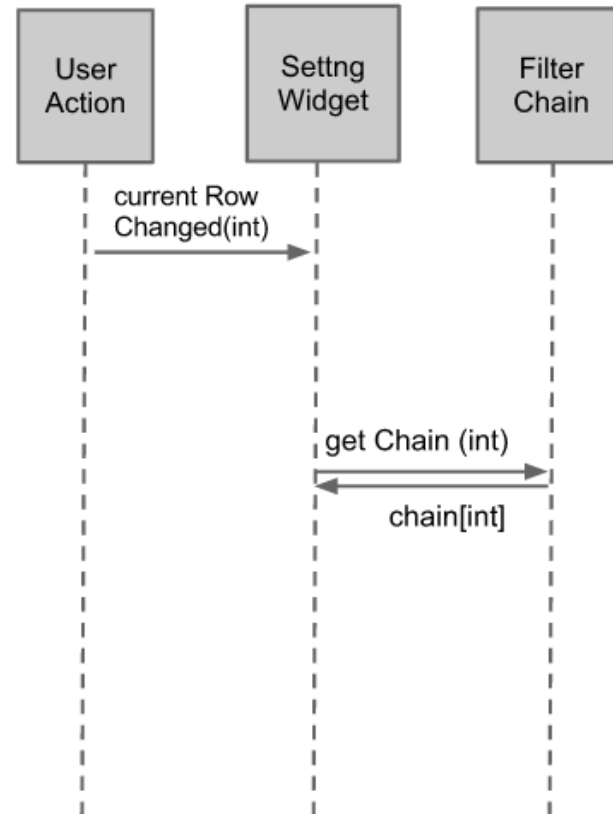 User
Action
Settng
Widget
Filter
Chain
current Row
Changed(int)
get Chain (int)
chain[int]